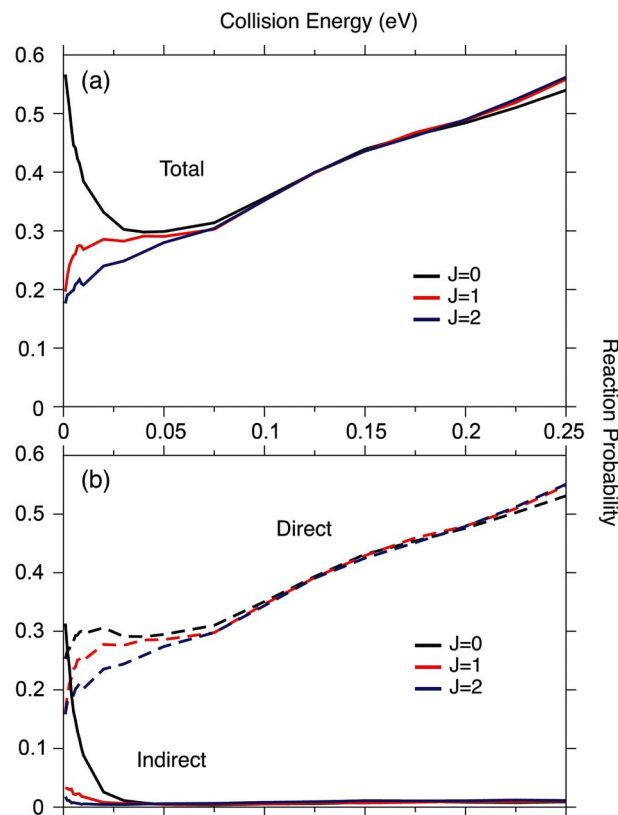 Collision Energy (eV)
0.6
(a)
0.5
Total
0.4
0.3
J=0
0.2
J=1
J=2
0.1
0
0 0.05 0.1 0.15 0.2 0.25
Reaction Probability
0.6
(b)
0.5
Direct
0.4
0.3
J=0
J=1
0.2
J=2
0.1
Indirect
0